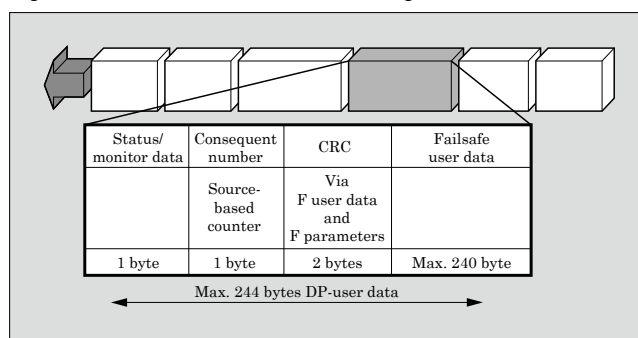 Status/
monitor data
Consequent
number
CRC
Failsafe
user data
Source-
based
counter
Via
F user data
and
F parameters
1 byte
1 byte
2 bytes
Max. 240 byte
Max. 244 bytes DP-user data